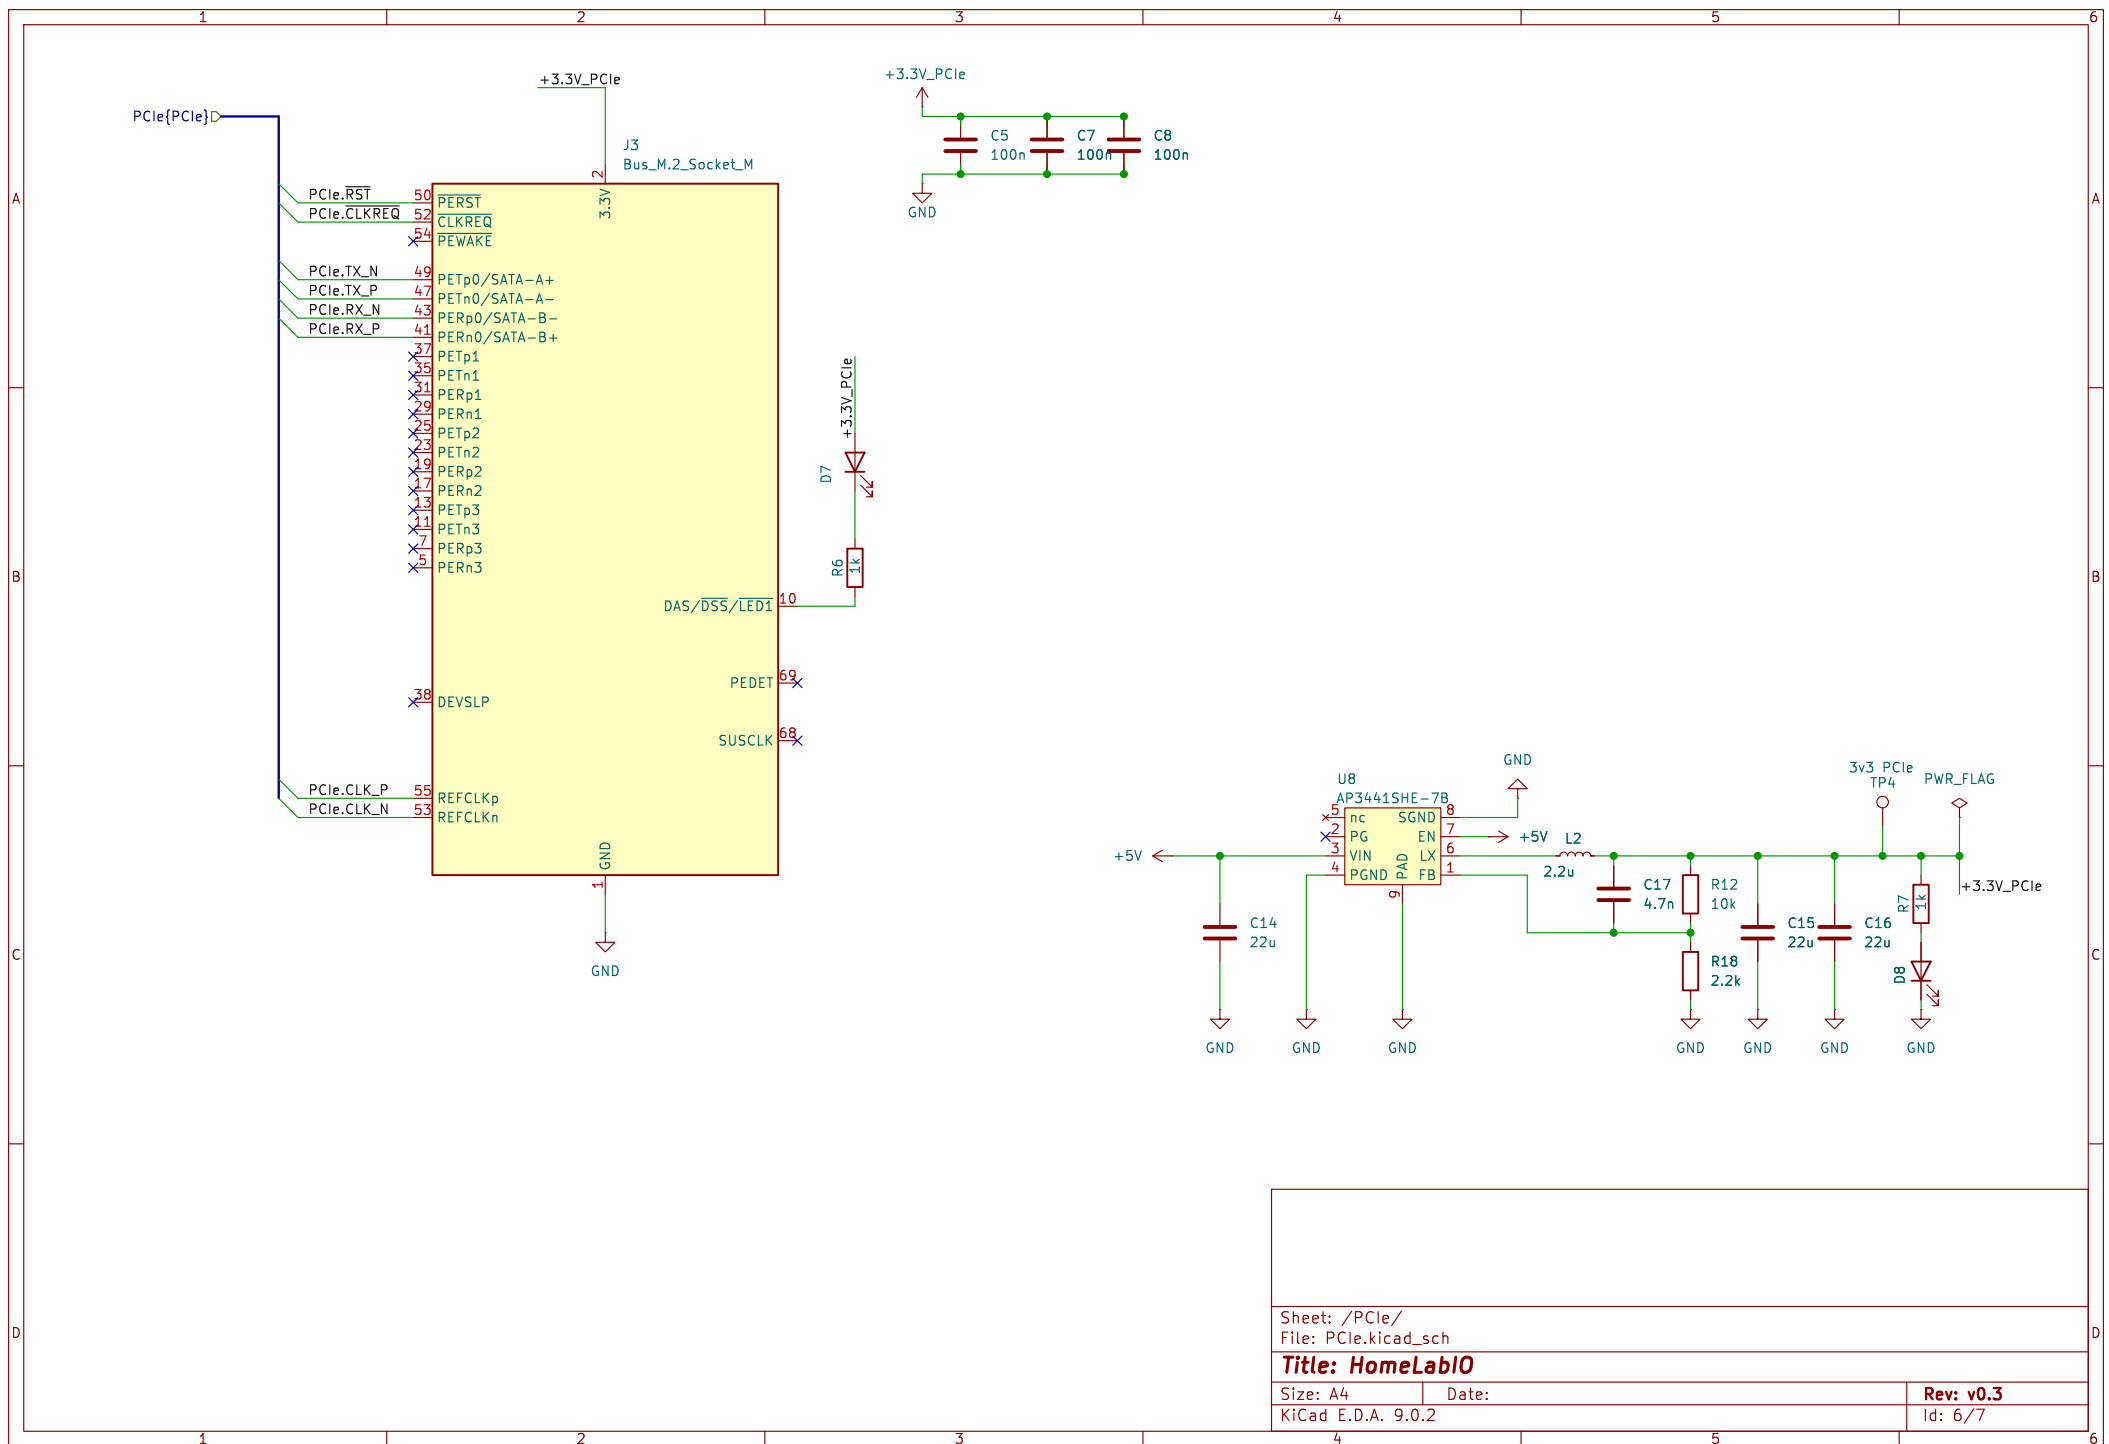 1 2 3 4 5 6
A
B
C
D
PCIe{PCIe}
+3.3V_PCIe
J3
Bus_M.2_Socket_M
2
3.3V
PCIe.RST 50 PERST
PCIe.CLKREQ 52 CLKREQ
54 PEWAKE
PCIe.TX_N 49 PETp0/SATA-A+
PCIe.TX_P 47 PETn0/SATA-A-
PCIe.RX_N 43 PERp0/SATA-B-
PCIe.RX_P 41 PERn0/SATA-B+
37 PETp1
35 PETn1
31 PERp1
29 PERn1
25 PETp2
23 PETn2
19 PERp2
17 PERn2
13 PETp3
11 PETn3
7 PERp3
5 PERn3
DAS/DSS/LED1 10
PEDET 69
38 DEVSLP
SUSCLK 68
PCIe.CLK_P 55 REFCLKp
PCIe.CLK_N 53 REFCLKn
GND
1
GND
+3.3V_PCIe
D7
R6
1k
+3.3V_PCIe
C5
100n
C7
100n
C8
100n
GND
GND
U8
AP3441SHE-7B
5 nc SGND 8
2 PG EN 7
3 VIN LX 6
4 PGND FB 1
PAD
9
+5V
+5V
L2
2.2u
C14
22u
C17
4.7n
R12
10k
R18
2.2k
C15
22u
C16
22u
3v3 PCIe
TP4
PWR_FLAG
+3.3V_PCIe
R7
1k
D8
GND GND GND GND GND GND GND
Sheet: /PCIe/
File: PCIe.kicad_sch
Title: HomeLabIO
Size: A4 Date: Rev: v0.3
KiCad E.D.A. 9.0.2 Id: 6/7
1 2 3 4 5 6
A
B
C
D